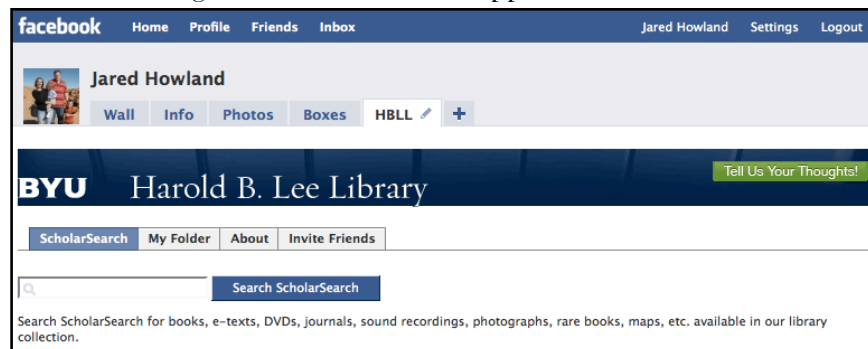 facebook Home Profile Friends Inbox Jared Howland Settings Logout
Jared Howland
Wall Info Photos Boxes HBLL +
BYU Harold B. Lee Library Tell Us Your Thoughts!
ScholarSearch My Folder About Invite Friends
Search ScholarSearch
Search ScholarSearch for books, e-texts, DVDs, journals, sound recordings, photographs, rare books, maps, etc. available in our library
collection.